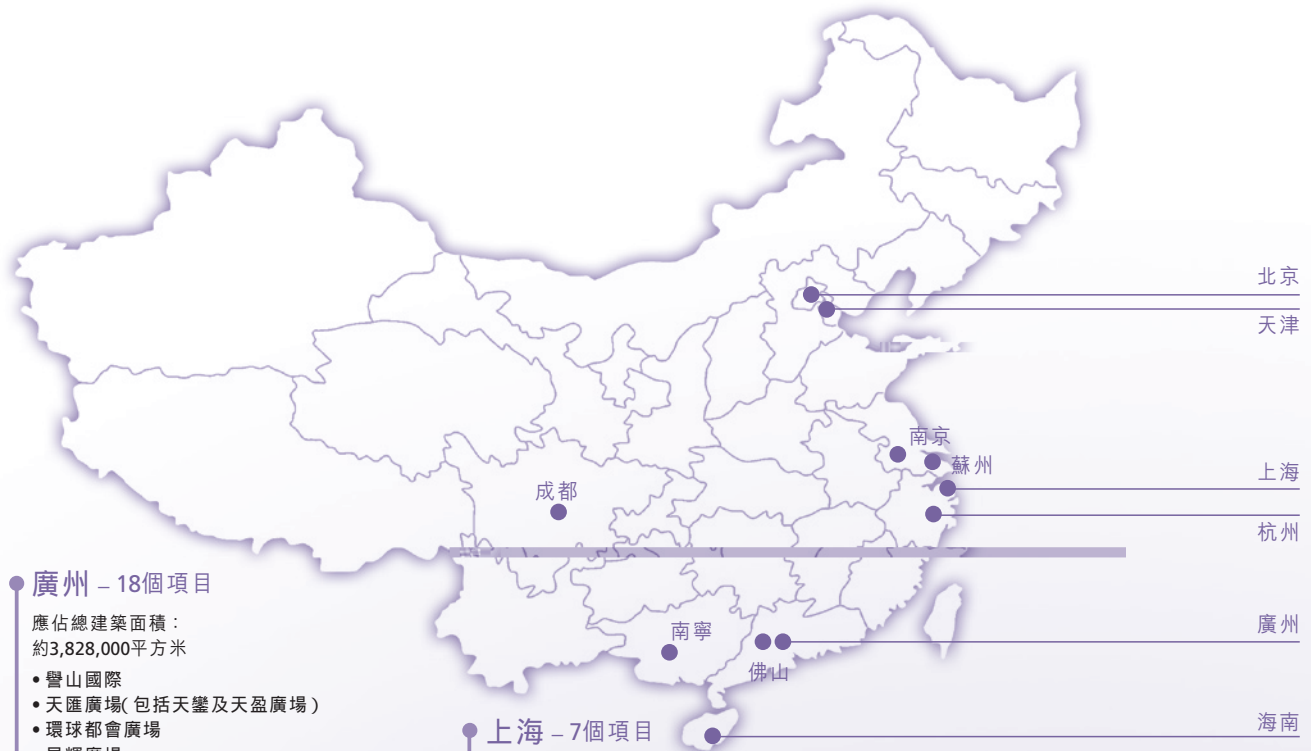 北京
天津
南京
蘇州
成都
上海
杭州
廣州 – 18個項目
應佔總建築面積：
約3,828,000平方米
• 譽山國際
• 天匯廣場(包括天鑾及天盈廣場)
• 環球都會廣場
南寧
佛山
廣州
上海 – 7個項目
海南